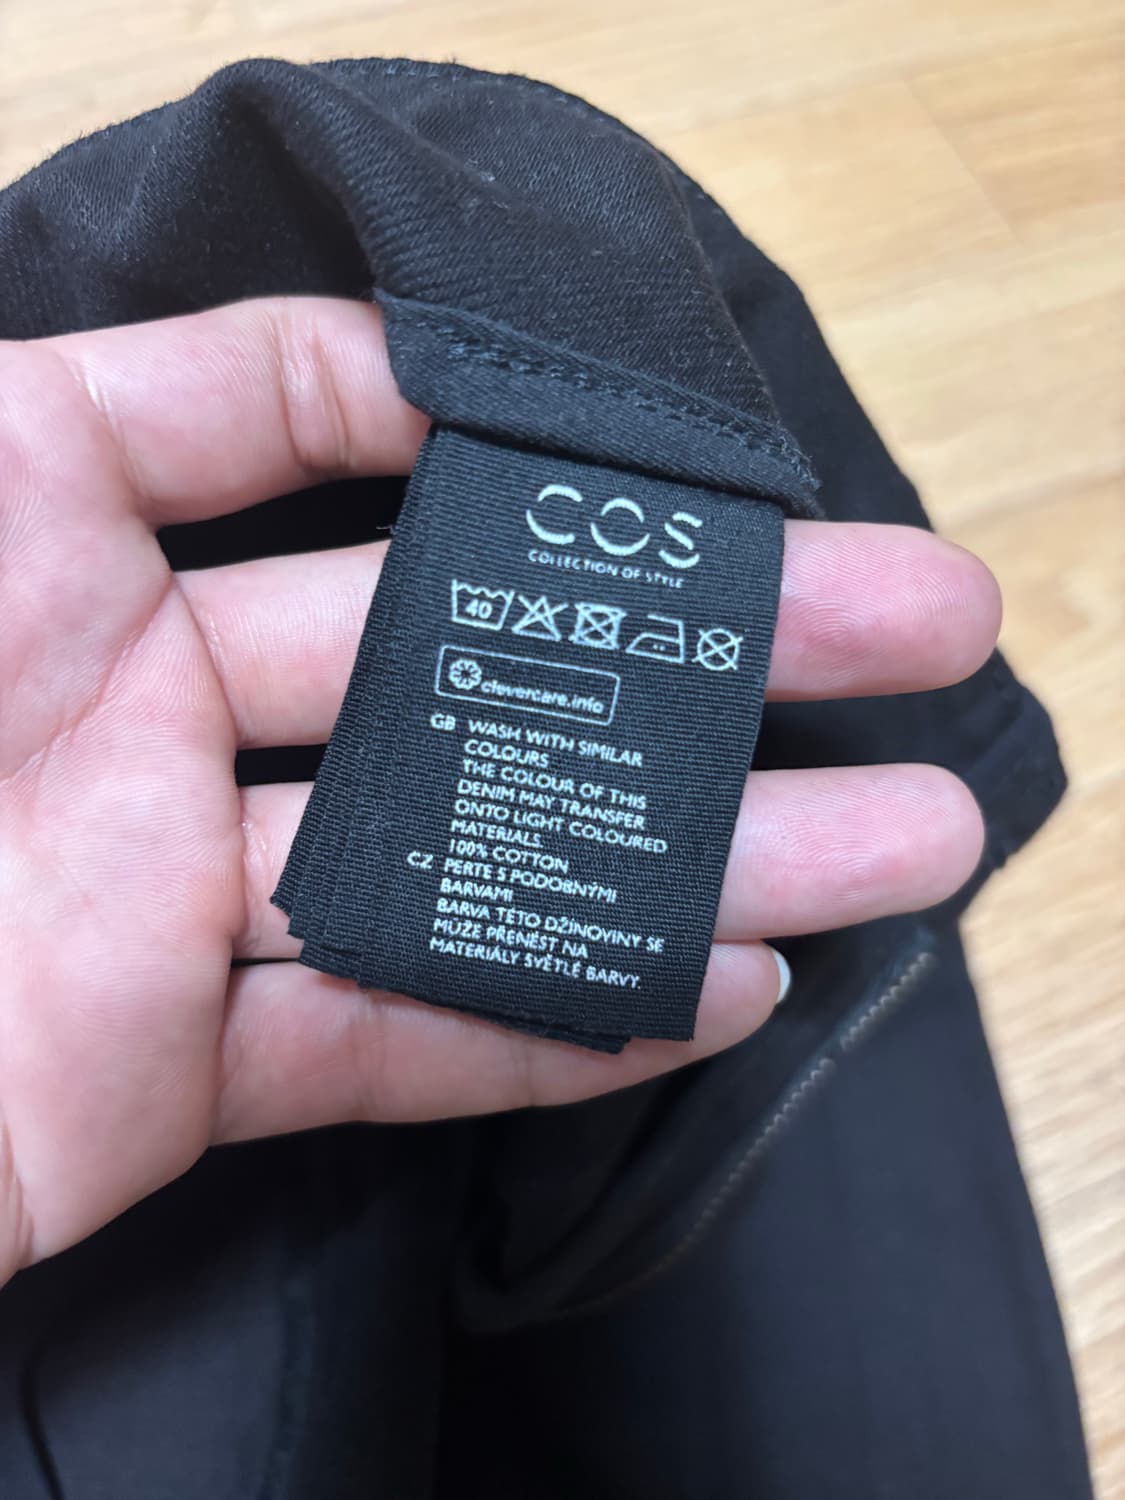 COS
COLLECTION OF STYLE
40
clevercare.info
GB WASH WITH SIMILAR
COLOURS
THE COLOUR OF THIS
DENIM MAY TRANSFER
ONTO LIGHT COLOURED
MATERIALS.
100% COTTON
CZ PERTE S PODOBNÝMI
BARVAMI
BARVA TÉTO DŽÍNOVINY SE
MŮŽE PŘENÉST NA
MATERIÁLY SVĚTLÉ BARVY.